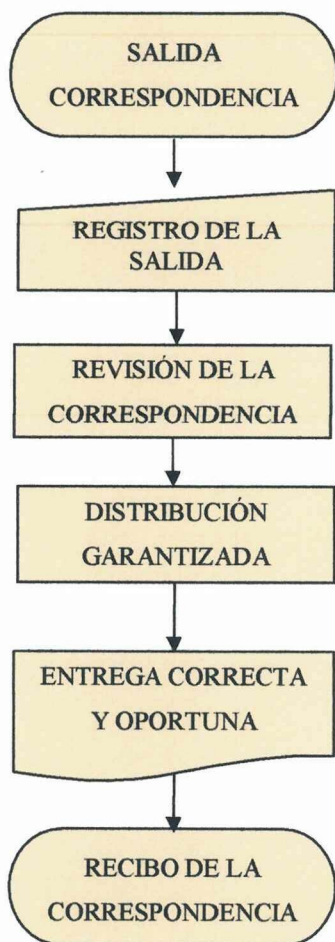 SALIDA
CORRESPONDENCIA
REGISTRO DE LA
SALIDA
REVISIÓN DE LA
CORRESPONDENCIA
DISTRIBUCIÓN
GARANTIZADA
ENTREGA CORRECTA
Y OPORTUNA
RECIBO DE LA
CORRESPONDENCIA